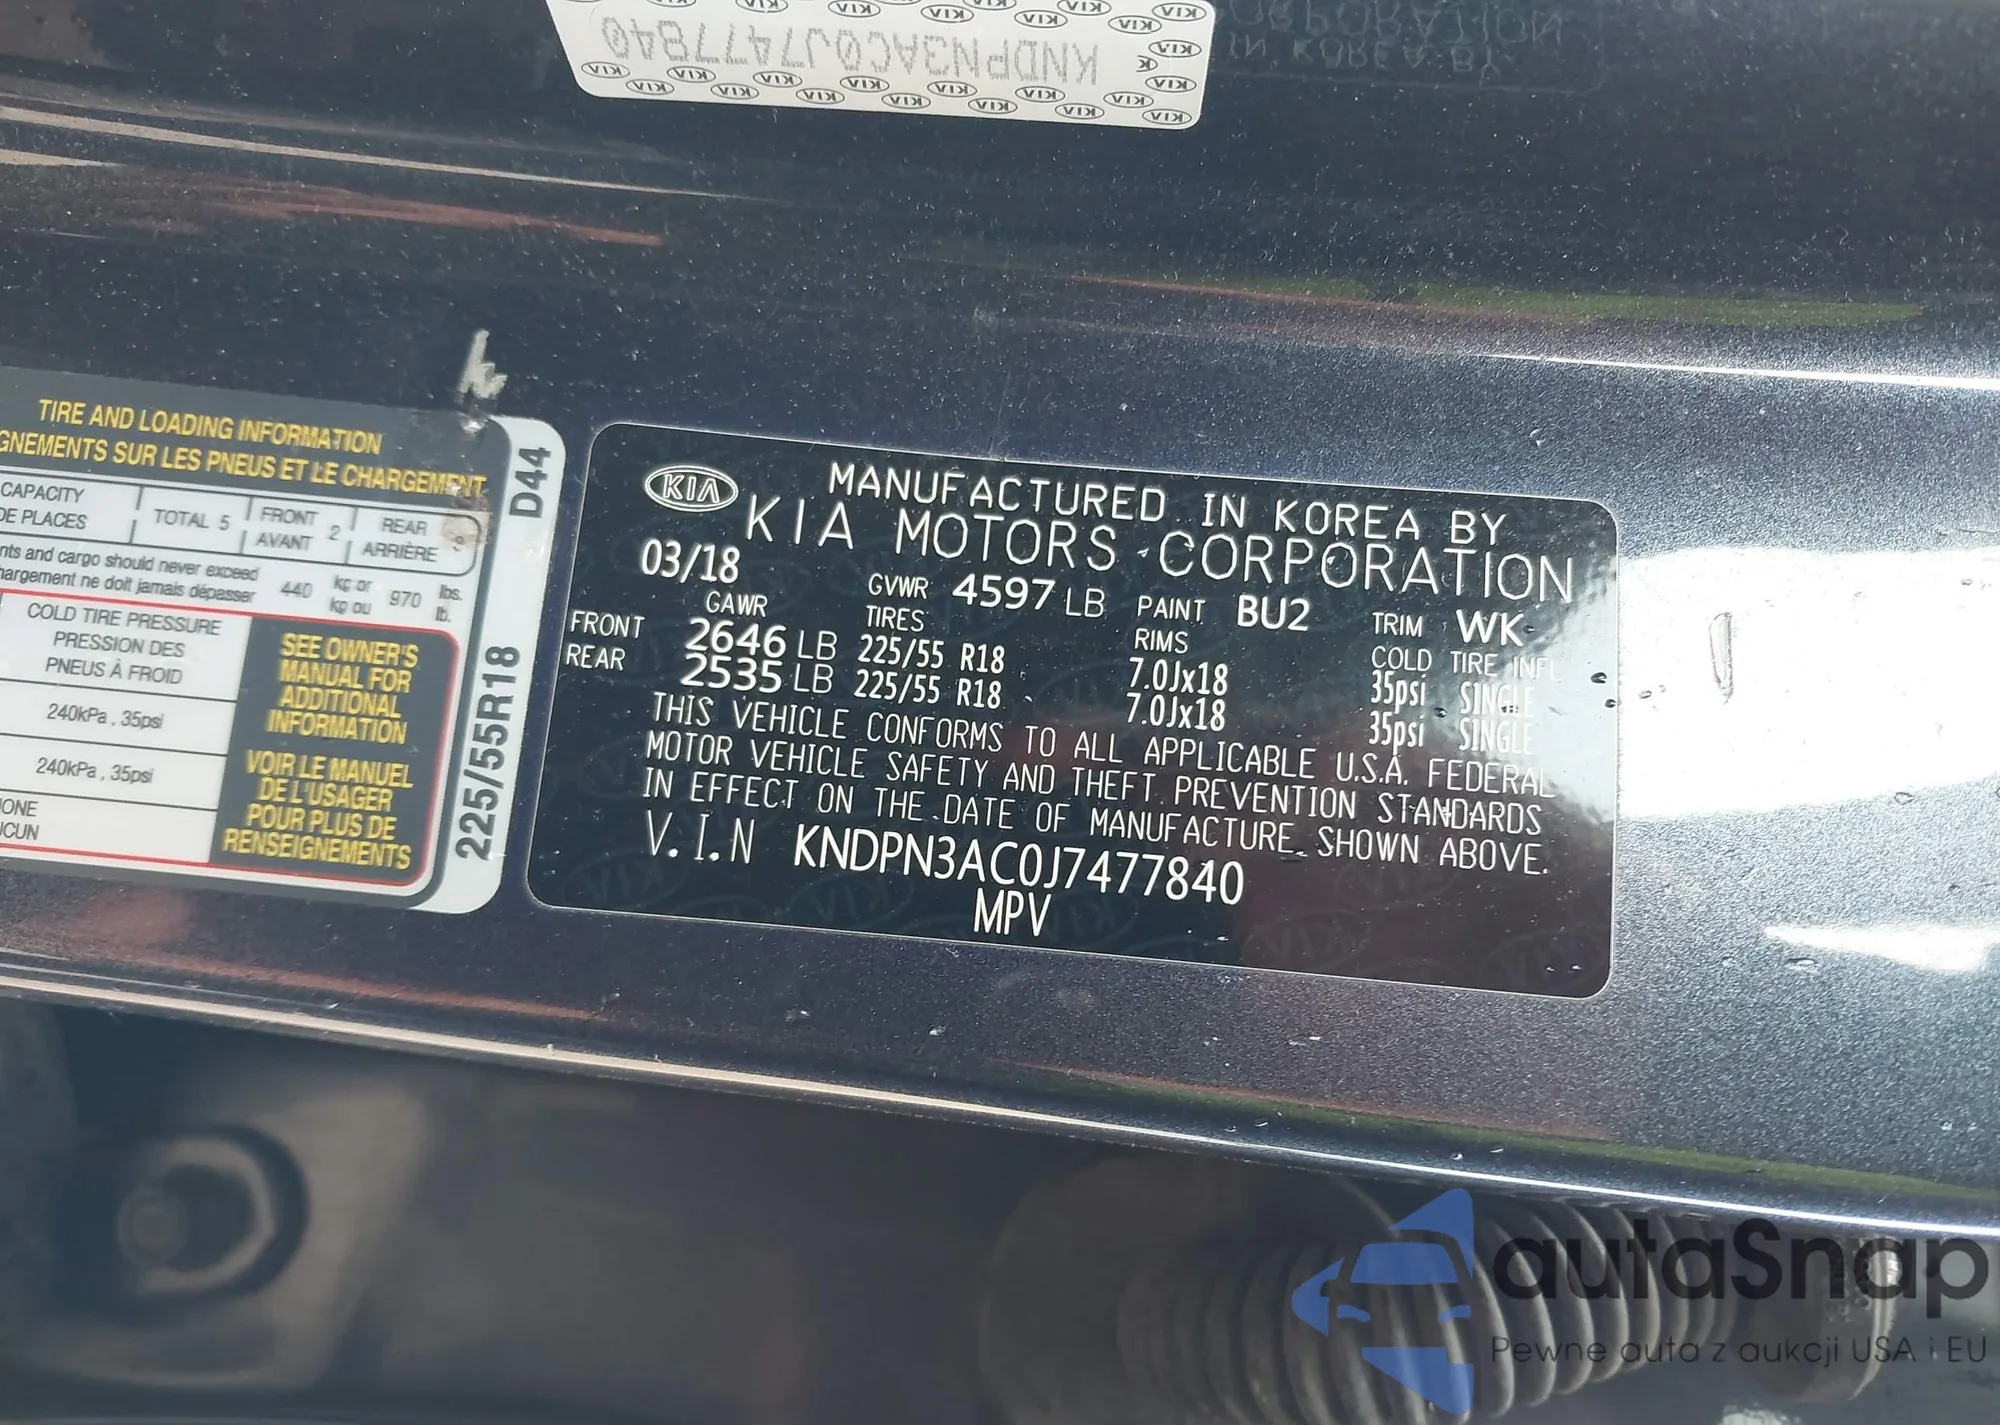 KNDPN3AC0J7477840
TIRE AND LOADING INFORMATION
GNEMENTS SUR LES PNEUS ET LE CHARGEMENT
CAPACITY
DE PLACES
TOTAL 5
FRONT
AVANT
2
REAR
ARRIÈRE
nts and cargo should never exceed
hargement ne doit jamais dépasser
440
kg or
kg ou
970
lbs.
lb.
COLD TIRE PRESSURE
PRESSION DES
PNEUS À FROID
240kPa , 35psi
240kPa , 35psi
SEE OWNER'S
MANUAL FOR
ADDITIONAL
INFORMATION
VOIR LE MANUEL
DE L'USAGER
POUR PLUS DE
RENSEIGNEMENTS
225/55R18 D44
KIA
MANUFACTURED IN KOREA BY
KIA MOTORS CORPORATION
03/18 GVWR 4597 LB PAINT BU2 TRIM WK
GAWR TIRES RIMS COLD TIRE INFL
FRONT 2646 LB 225/55 R18 7.0Jx18 35psi SINGLE
REAR 2535 LB 225/55 R18 7.0Jx18 35psi SINGLE
THIS VEHICLE CONFORMS TO ALL APPLICABLE U.S.A. FEDERAL
MOTOR VEHICLE SAFETY AND THEFT PREVENTION STANDARDS
IN EFFECT ON THE DATE OF MANUFACTURE SHOWN ABOVE.
V.I.N KNDPN3AC0J7477840
MPV
autaSnap
Pewne auta z aukcji USA i EU